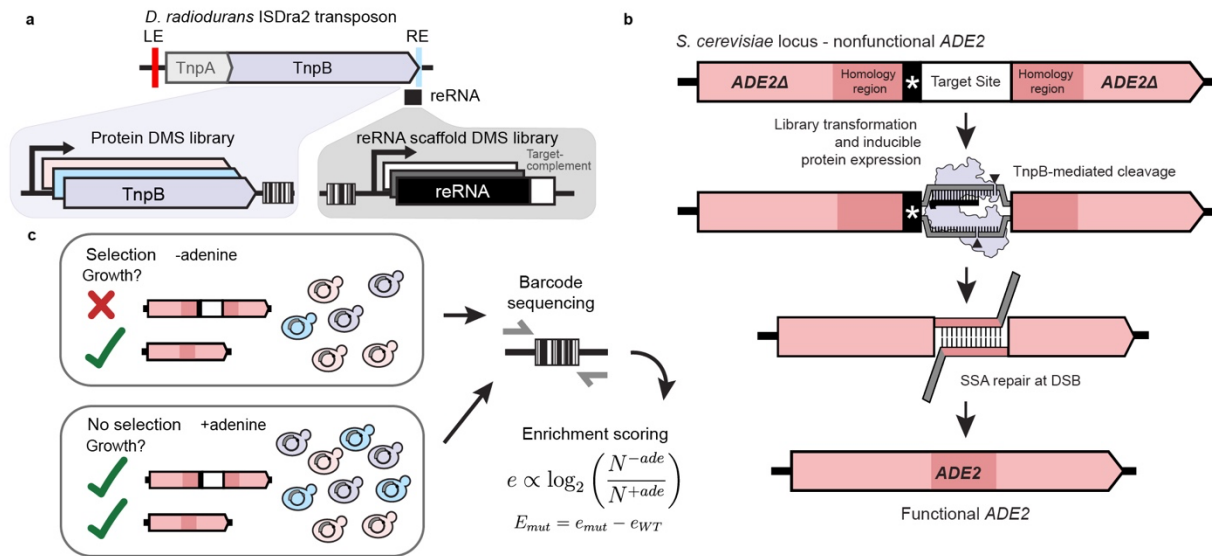 a
D. radiodurans ISDra2 transposon
LE
RE
TnpA
TnpB
reRNA
Protein DMS library
TnpB
reRNA scaffold DMS library
Target-
complement
reRNA
b
S. cerevisiae locus - nonfunctional ADE2
ADE2Δ
Homology
region
*
Target Site
Homology
region
ADE2Δ
Library transformation
and inducible
protein expression
TnpB-mediated cleavage
*
SSA repair at DSB
ADE2
Functional ADE2
c
Selection -adenine
Growth?
No selection +adenine
Growth?
Barcode
sequencing
Enrichment scoring
e ∝ log₂ (N⁻ᵃᵈᵉ / N⁺ᵃᵈᵉ)
E_mut = e_mut − e_WT